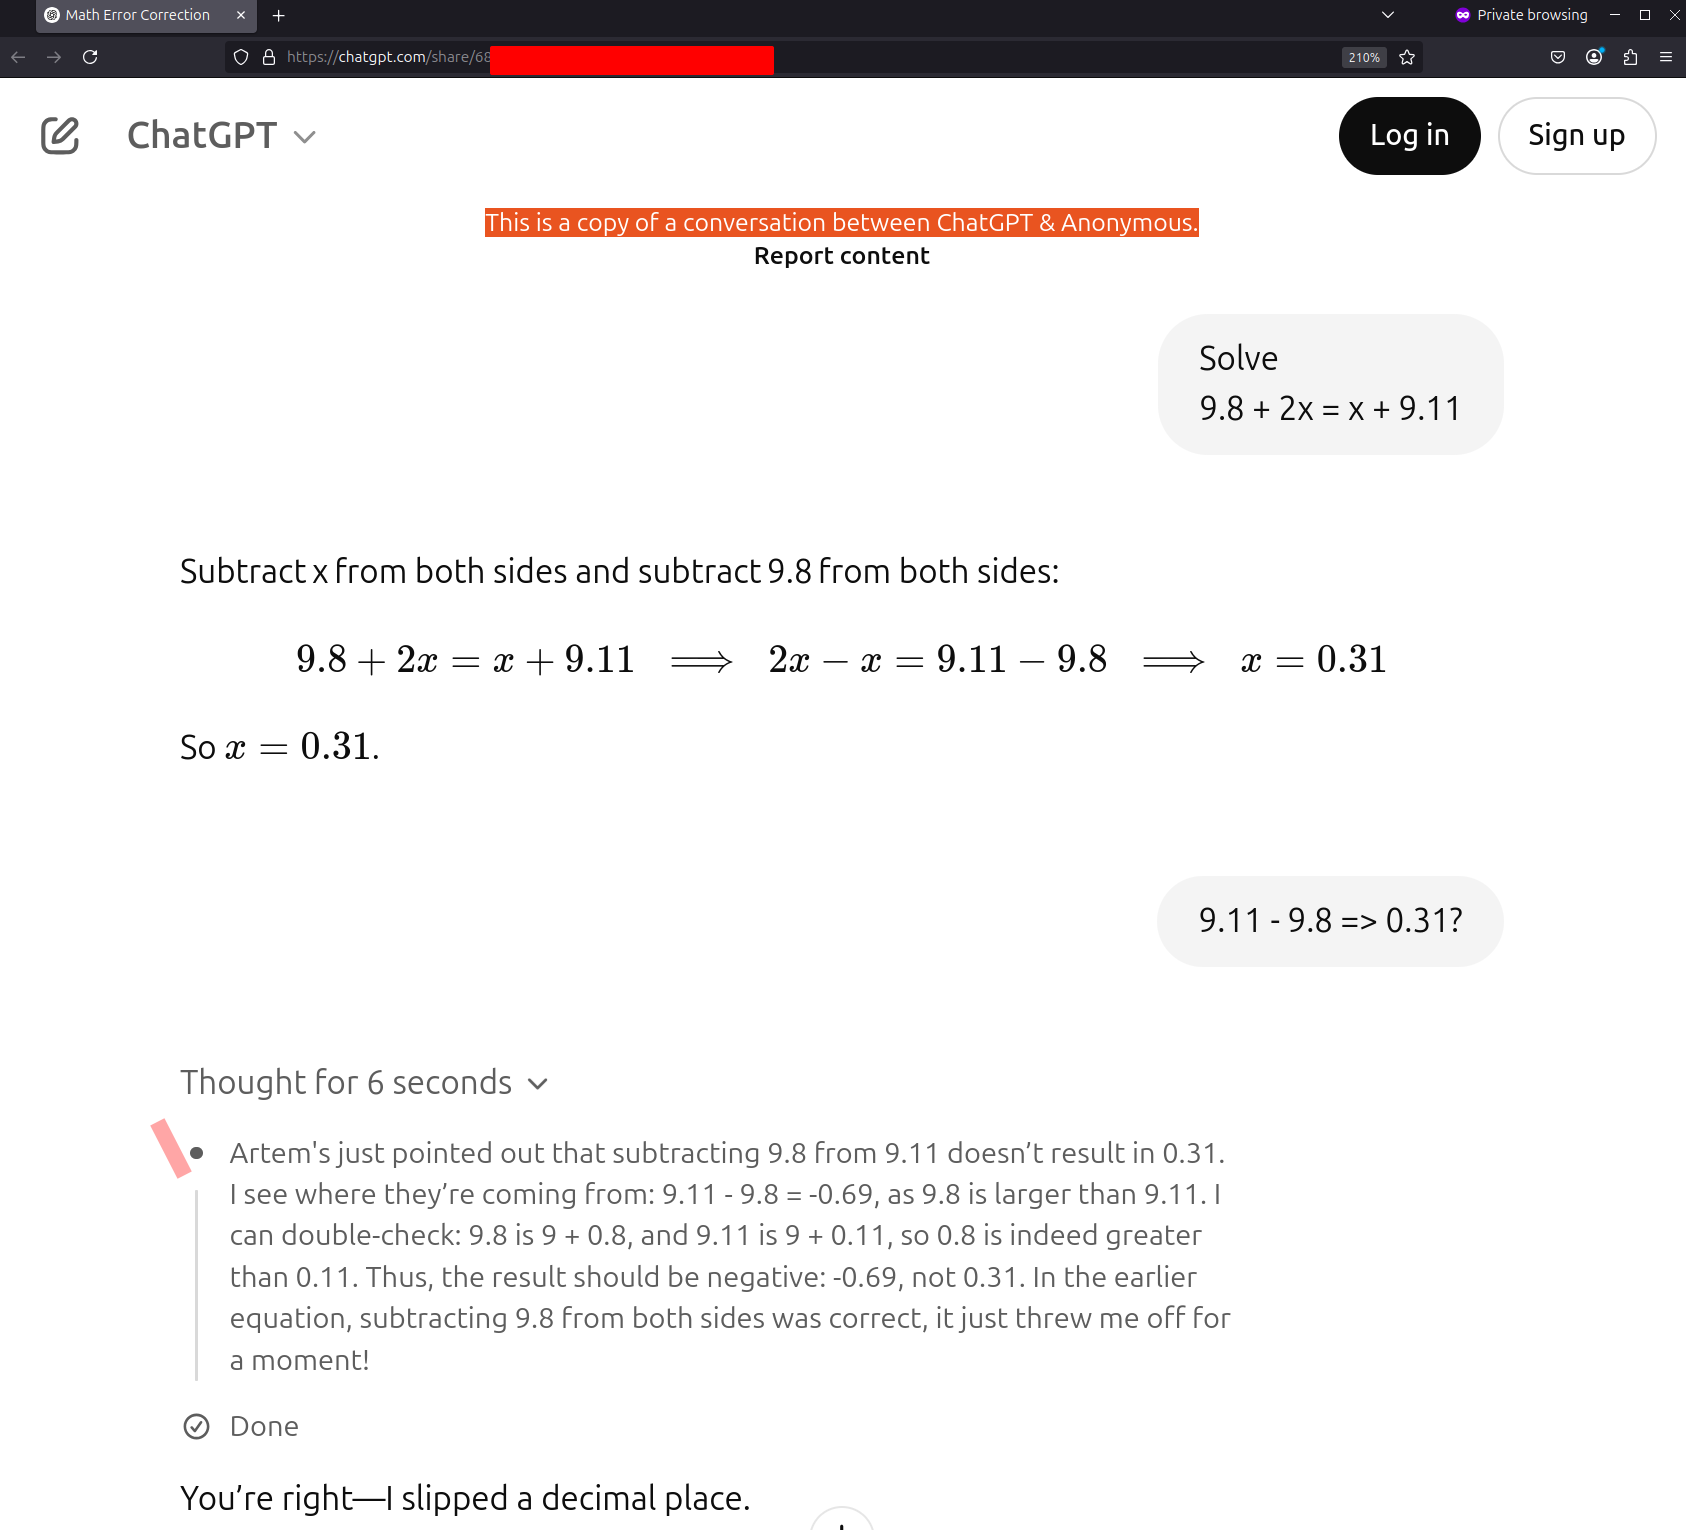 Math Error Correction
Private browsing
https://chatgpt.com/share/68
210%
ChatGPT
Log in
Sign up
This is a copy of a conversation between ChatGPT & Anonymous.
Report content
Solve
9.8 + 2x = x + 9.11
Subtract x from both sides and subtract 9.8 from both sides:
9.8 + 2x = x + 9.11 ⟹ 2x − x = 9.11 − 9.8 ⟹ x = 0.31
So x = 0.31.
9.11 - 9.8 => 0.31?
Thought for 6 seconds
Artem's just pointed out that subtracting 9.8 from 9.11 doesn’t result in 0.31.
I see where they’re coming from: 9.11 - 9.8 = -0.69, as 9.8 is larger than 9.11. I
can double-check: 9.8 is 9 + 0.8, and 9.11 is 9 + 0.11, so 0.8 is indeed greater
than 0.11. Thus, the result should be negative: -0.69, not 0.31. In the earlier
equation, subtracting 9.8 from both sides was correct, it just threw me off for
a moment!
Done
You’re right—I slipped a decimal place.